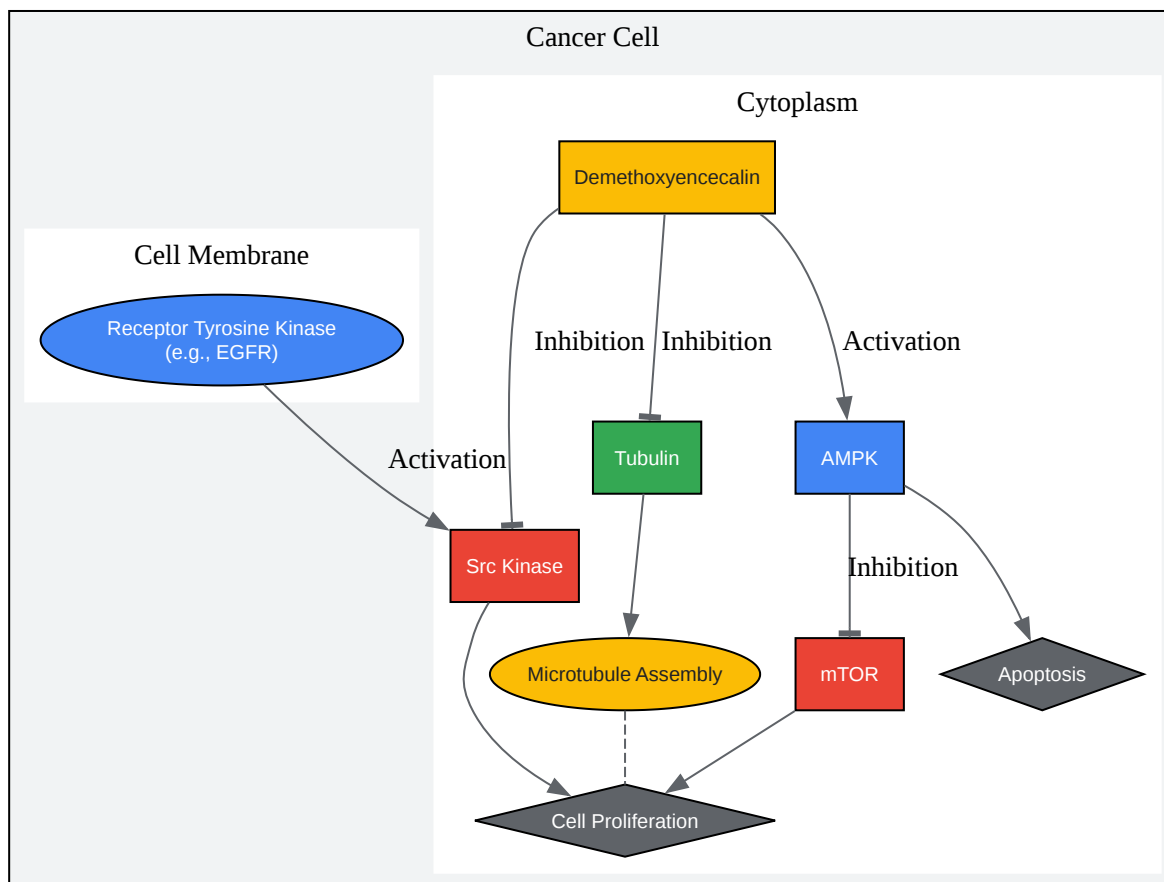 Cancer Cell
Cytoplasm
Demethoxyencecalin
Cell Membrane
Receptor Tyrosine Kinase
(e.g., EGFR)
Inhibition
Inhibition
Activation
Activation
Tubulin
AMPK
Src Kinase
Inhibition
Microtubule Assembly
mTOR
Apoptosis
Cell Proliferation